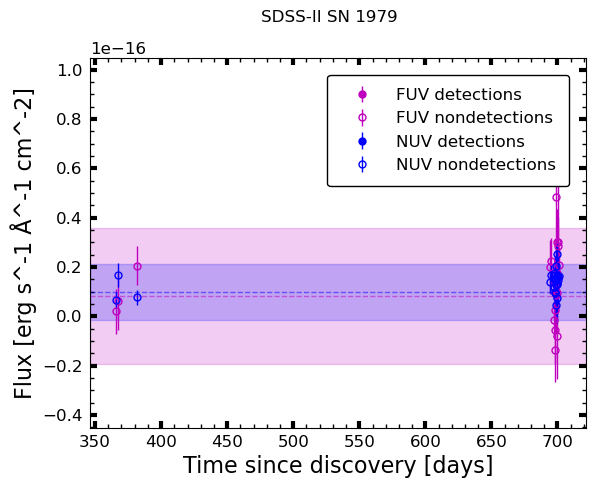 SDSS-II SN 1979
1e−16
FUV detections
FUV nondetections
NUV detections
NUV nondetections
1.0
0.8
0.6
0.4
0.2
0.0
−0.2
−0.4
Flux [erg s^-1 Å^-1 cm^-2]
350 400 450 500 550 600 650 700
Time since discovery [days]